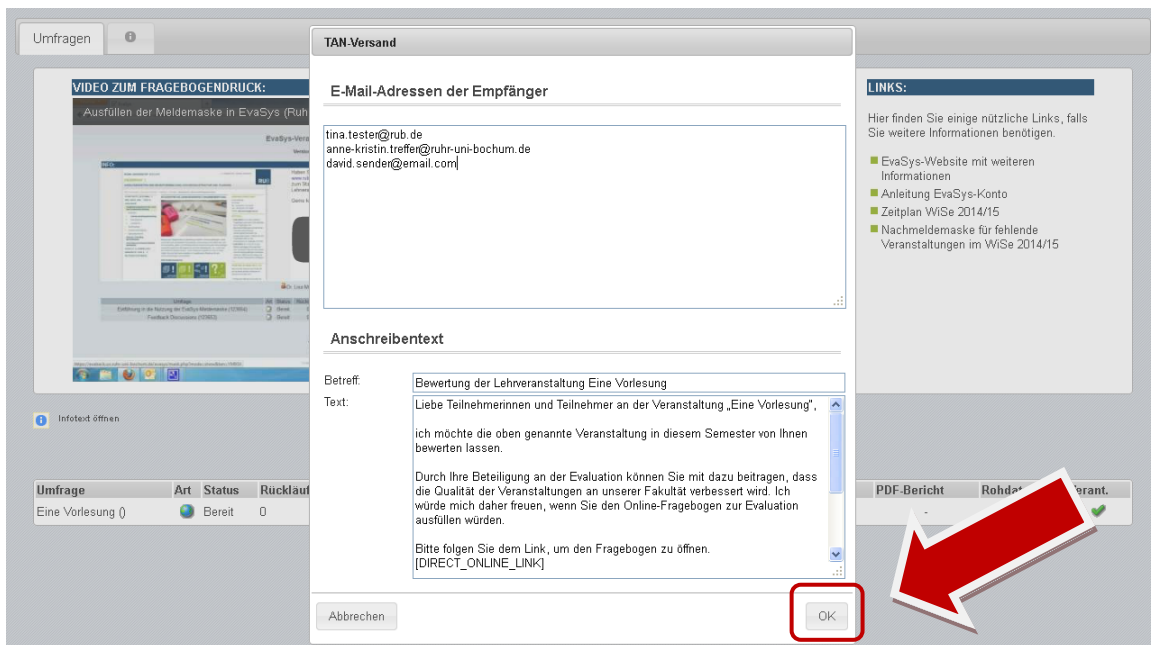 Umfragen
VIDEO ZUM FRAGEBOGENDRUCK:
Ausfüllen der Meldemaske in EvaSys (Ruh
TAN-Versand
E-Mail-Adressen der Empfänger
tina.tester@rub.de
anne-kristin.treffer@ruhr-uni-bochum.de
david.sender@email.com
Anschreibentext
Betreff:
Bewertung der Lehrveranstaltung Eine Vorlesung
Text:
Liebe Teilnehmerinnen und Teilnehmer an der Veranstaltung „Eine Vorlesung“,
ich möchte die oben genannte Veranstaltung in diesem Semester von Ihnen
bewerten lassen.
Durch Ihre Beteiligung an der Evaluation können Sie mit dazu beitragen, dass
die Qualität der Veranstaltungen an unserer Fakultät verbessert wird. Ich
würde mich daher freuen, wenn Sie den Online-Fragebogen zur Evaluation
ausfüllen würden.
Bitte folgen Sie dem Link, um den Fragebogen zu öffnen.
[DIRECT_ONLINE_LINK]
Abbrechen
OK
LINKS:
Hier finden Sie einige nützliche Links, falls
Sie weitere Informationen benötigen.
EvaSys-Website mit weiteren
Informationen
Anleitung EvaSys-Konto
Zeitplan WiSe 2014/15
Nachmeldemaske für fehlende
Veranstaltungen im WiSe 2014/15
Infotext öffnen
Umfrage Art Status Rückläuf PDF-Bericht Rohdat erant.
Eine Vorlesung () Bereit 0 -